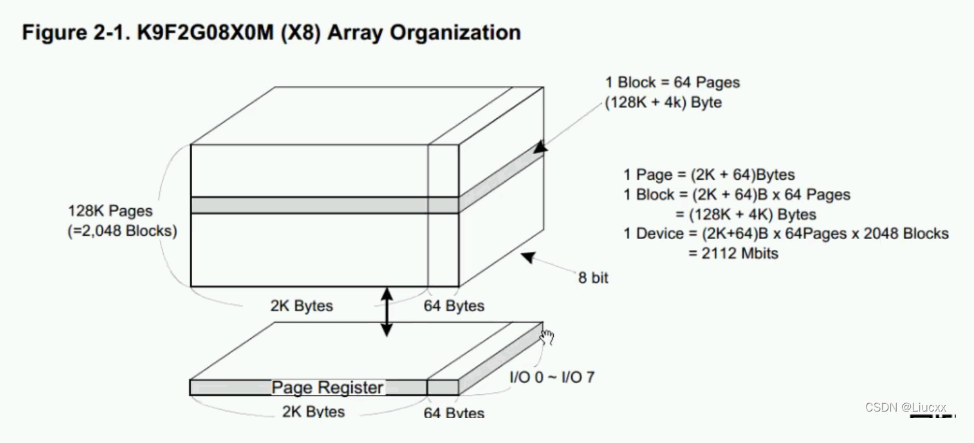 Figure 2-1. K9F2G08X0M (X8) Array Organization
1 Block = 64 Pages
(128K + 4k) Byte
1 Page = (2K + 64)Bytes
1 Block = (2K + 64)B x 64 Pages
= (128K + 4K) Bytes
1 Device = (2K+64)B x 64Pages x 2048 Blocks
= 2112 Mbits
128K Pages
(=2,048 Blocks)
8 bit
2K Bytes
64 Bytes
Page Register
I/O 0 ~ I/O 7
2K Bytes
64 Bytes
CSDN @Liucxx